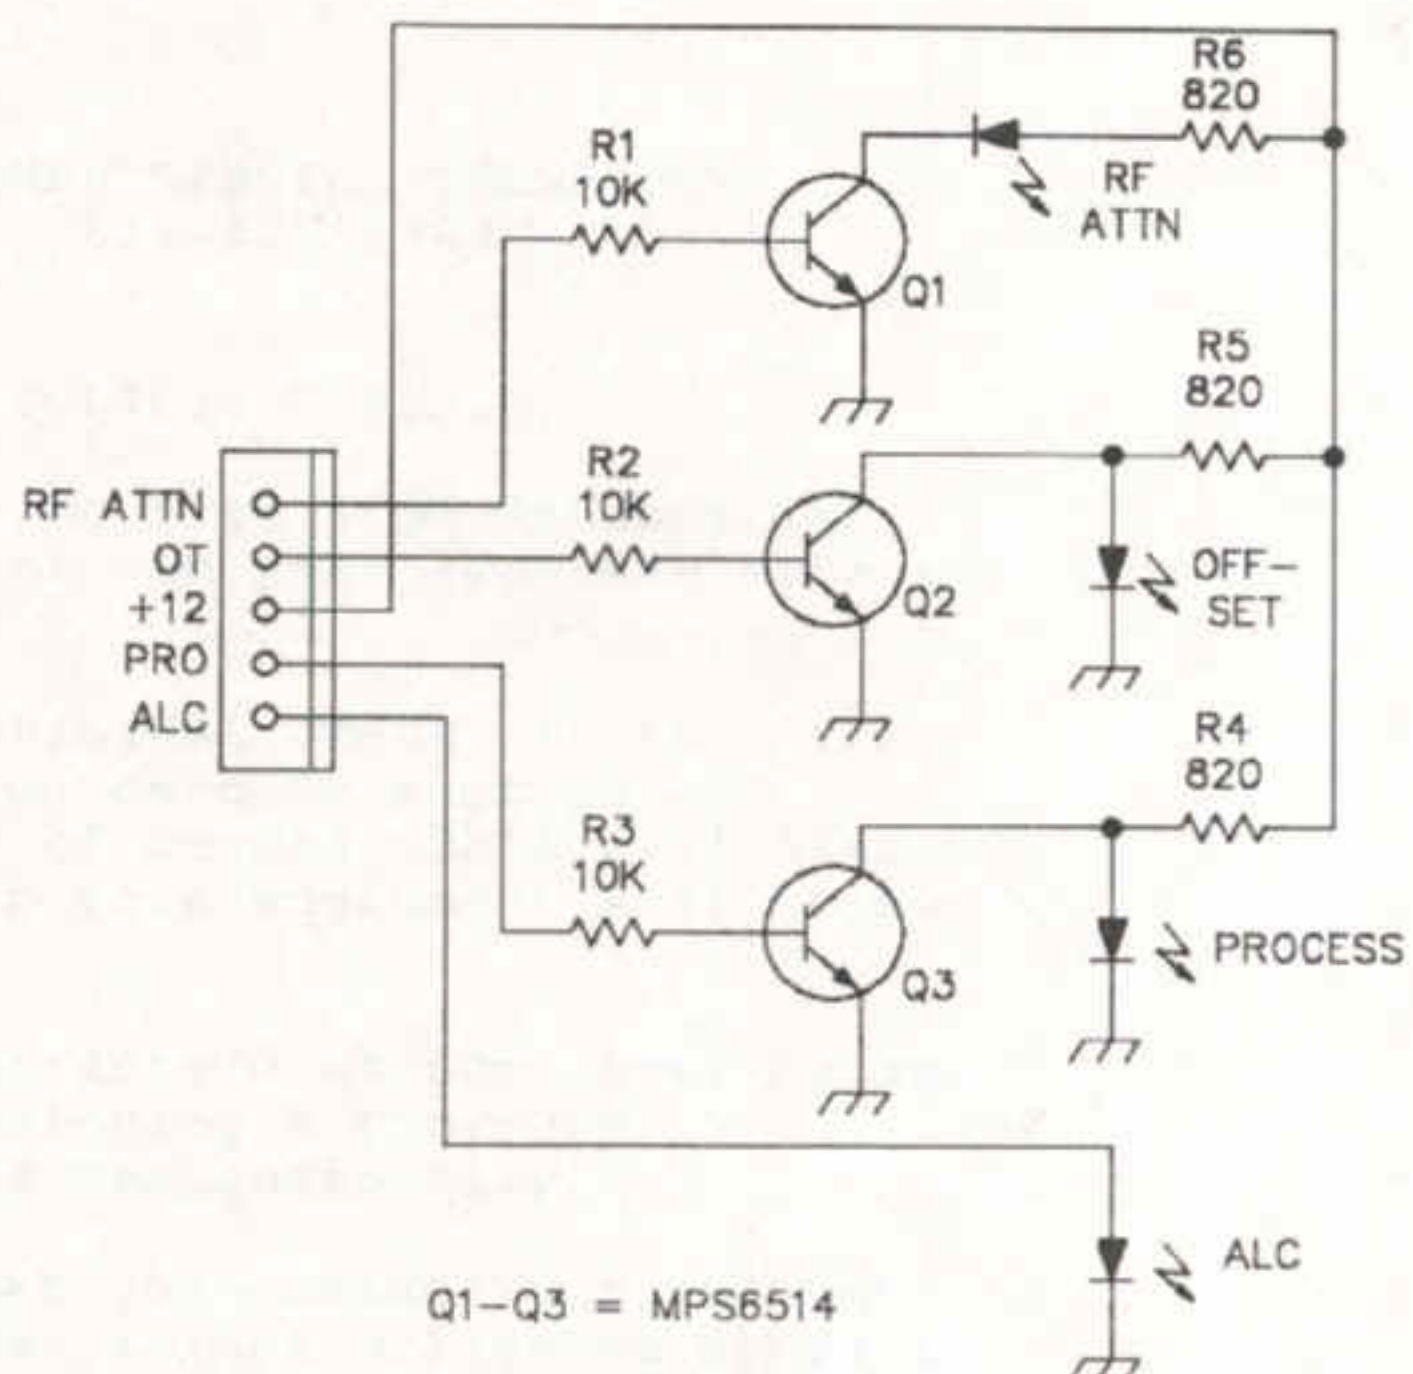 R6
820
R1
10K
RF
ATTN
Q1
R5
820
R2
10K
RF ATTN
OT
+12
PRO
ALC
OFF-
SET
Q2
R4
820
R3
10K
PROCESS
Q3
ALC
Q1-Q3 = MPS6514